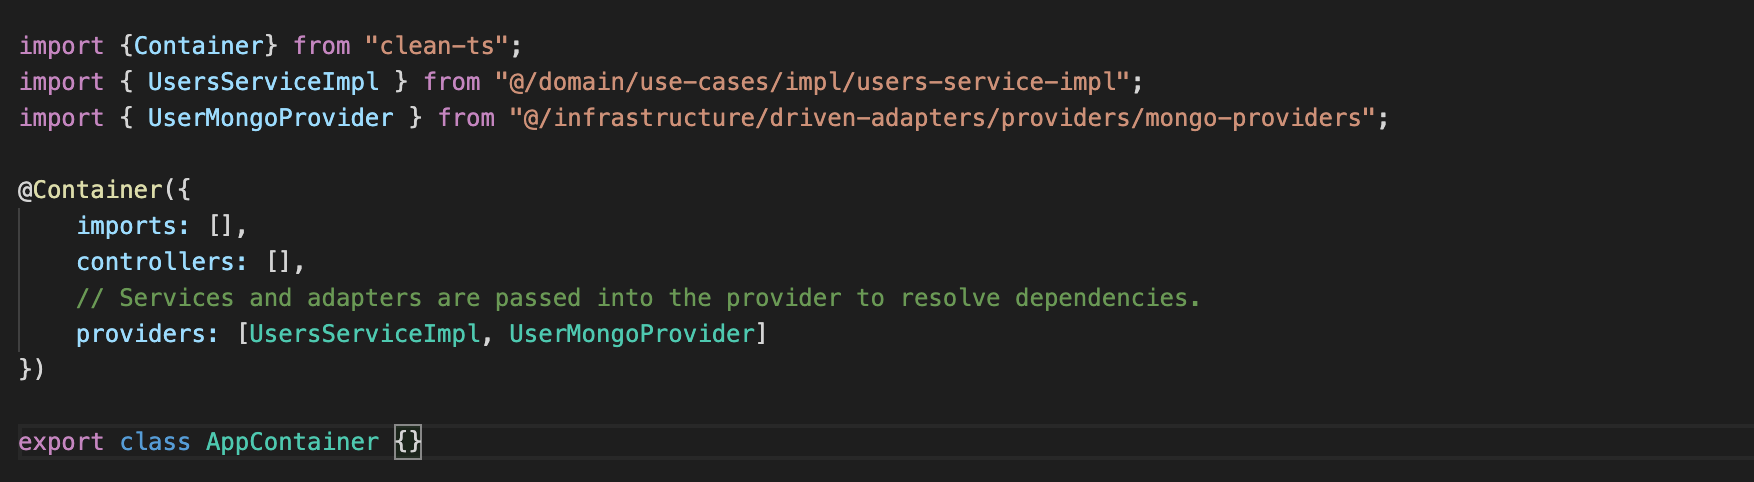 import {Container} from "clean-ts";
import { UsersServiceImpl } from "@/domain/use-cases/impl/users-service-impl";
import { UserMongoProvider } from "@/infrastructure/driven-adapters/providers/mongo-providers";
@Container({
    imports: [],
    controllers: [],
    // Services and adapters are passed into the provider to resolve dependencies.
    providers: [UsersServiceImpl, UserMongoProvider]
})
export class AppContainer {}